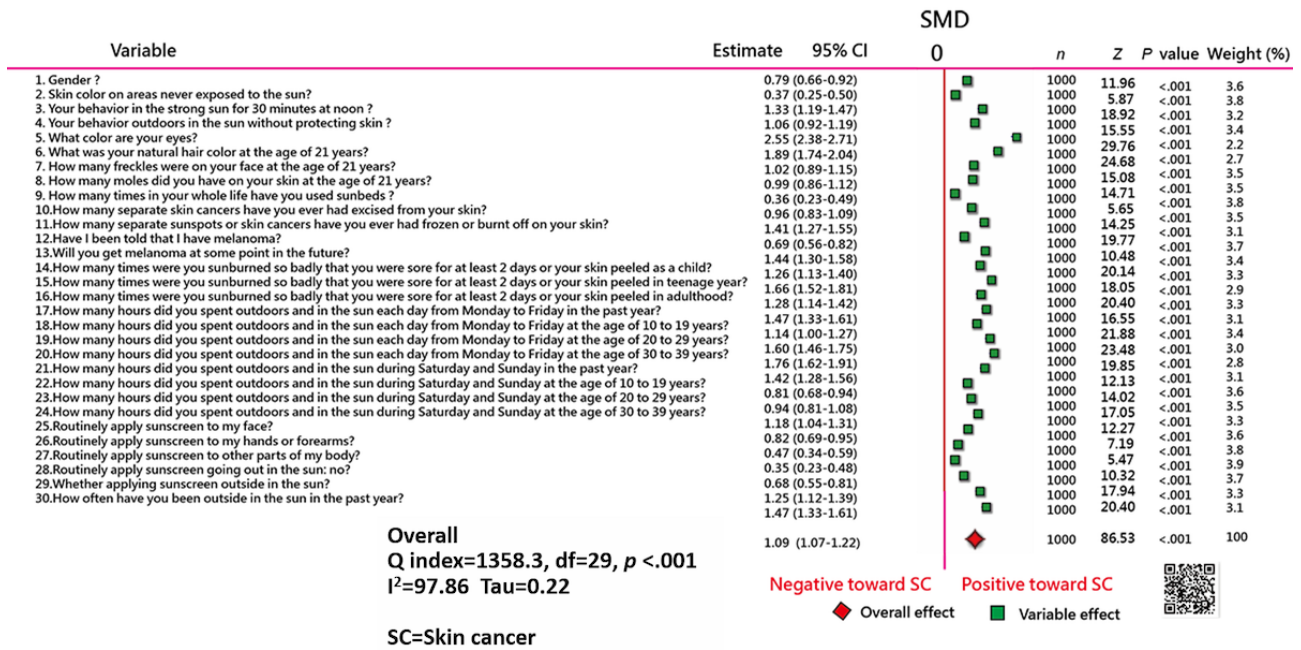 SMD
Variable Estimate 95% CI 0 n Z P value Weight (%)
1. Gender ? 0.79 (0.66-0.92) 1000 11.96 <.001 3.6
2. Skin color on areas never exposed to the sun? 0.37 (0.25-0.50) 1000 5.87 <.001 3.8
3. Your behavior in the strong sun for 30 minutes at noon ? 1.33 (1.19-1.47) 1000 18.92 <.001 3.2
4. Your behavior outdoors in the sun without protecting skin ? 1.06 (0.92-1.19) 1000 15.55 <.001 3.4
5. What color are your eyes? 2.55 (2.38-2.71) 1000 29.76 <.001 2.2
6. What was your natural hair color at the age of 21 years? 1.89 (1.74-2.04) 1000 24.68 <.001 2.7
7. How many freckles were on your face at the age of 21 years? 1.02 (0.89-1.15) 1000 15.08 <.001 3.5
8. How many moles did you have on your skin at the age of 21 years? 0.99 (0.86-1.12) 1000 14.71 <.001 3.5
9. How many times in your whole life have you used sunbeds ? 0.36 (0.23-0.49) 1000 5.65 <.001 3.8
10.How many separate skin cancers have you ever had excised from your skin? 0.96 (0.83-1.09) 1000 14.25 <.001 3.5
11.How many separate sunspots or skin cancers have you ever had frozen or burnt off on your skin? 1.41 (1.27-1.55) 1000 19.77 <.001 3.1
12.Have I been told that I have melanoma? 0.69 (0.56-0.82) 1000 10.48 <.001 3.7
13.Will you get melanoma at some point in the future? 1.44 (1.30-1.58) 1000 20.14 <.001 3.4
14.How many times were you sunburned so badly that you were sore for at least 2 days or your skin peeled as a child? 1.26 (1.13-1.40) 1000 18.05 <.001 3.3
15.How many times were you sunburned so badly that you were sore for at least 2 days or your skin peeled in teenage year? 1.66 (1.52-1.81) 1000 <.001 2.9
16.How many times were you sunburned so badly that you were sore for at least 2 days or your skin peeled in adulthood? 1.28 (1.14-1.42) 1000 <.001 3.3
17.How many hours did you spent outdoors and in the sun each day from Monday to Friday in the past year? 1.47 (1.33-1.61) 1000 20.40 <.001 3.1
18.How many hours did you spent outdoors and in the sun each day from Monday to Friday at the age of 10 to 19 years? 1.14 (1.00-1.27) 1000 16.55 <.001 3.4
19.How many hours did you spent outdoors and in the sun each day from Monday to Friday at the age of 20 to 29 years? 1.60 (1.46-1.75) 1000 21.88 <.001 3.0
20.How many hours did you spent outdoors and in the sun each day from Monday to Friday at the age of 30 to 39 years? 1.76 (1.62-1.91) 1000 23.48 <.001 2.8
21.How many hours did you spent outdoors and in the sun during Saturday and Sunday in the past year? 1.42 (1.28-1.56) 1000 19.85 <.001 3.1
22.How many hours did you spent outdoors and in the sun during Saturday and Sunday at the age of 10 to 19 years? 0.81 (0.68-0.94) 1000 12.13 <.001 3.6
23.How many hours did you spent outdoors and in the sun during Saturday and Sunday at the age of 20 to 29 years? 0.94 (0.81-1.08) 1000 14.02 <.001 3.5
24.How many hours did you spent outdoors and in the sun during Saturday and Sunday at the age of 30 to 39 years? 1.18 (1.04-1.31) 1000 17.05 <.001 3.3
25.Routinely apply sunscreen to my face? 0.82 (0.69-0.95) 1000 12.27 <.001 3.6
26.Routinely apply sunscreen to my hands or forearms? 0.47 (0.34-0.59) 1000 7.19 <.001 3.8
27.Routinely apply sunscreen to other parts of my body? 0.35 (0.23-0.48) 1000 5.47 <.001 3.9
28.Routinely apply sunscreen going out in the sun: no? 0.68 (0.55-0.81) 1000 10.32 <.001 3.7
29.Whether applying sunscreen outside in the sun? 1.25 (1.12-1.39) 1000 17.94 <.001 3.3
30.How often have you been outside in the sun in the past year? 1.47 (1.33-1.61) 1000 20.40 <.001 3.1
Overall 1.09 (1.07-1.22) 1000 86.53 <.001 100
Q index=1358.3, df=29, p <.001
I²=97.86 Tau=0.22
Negative toward SC Positive toward SC
Overall effect Variable effect
SC=Skin cancer